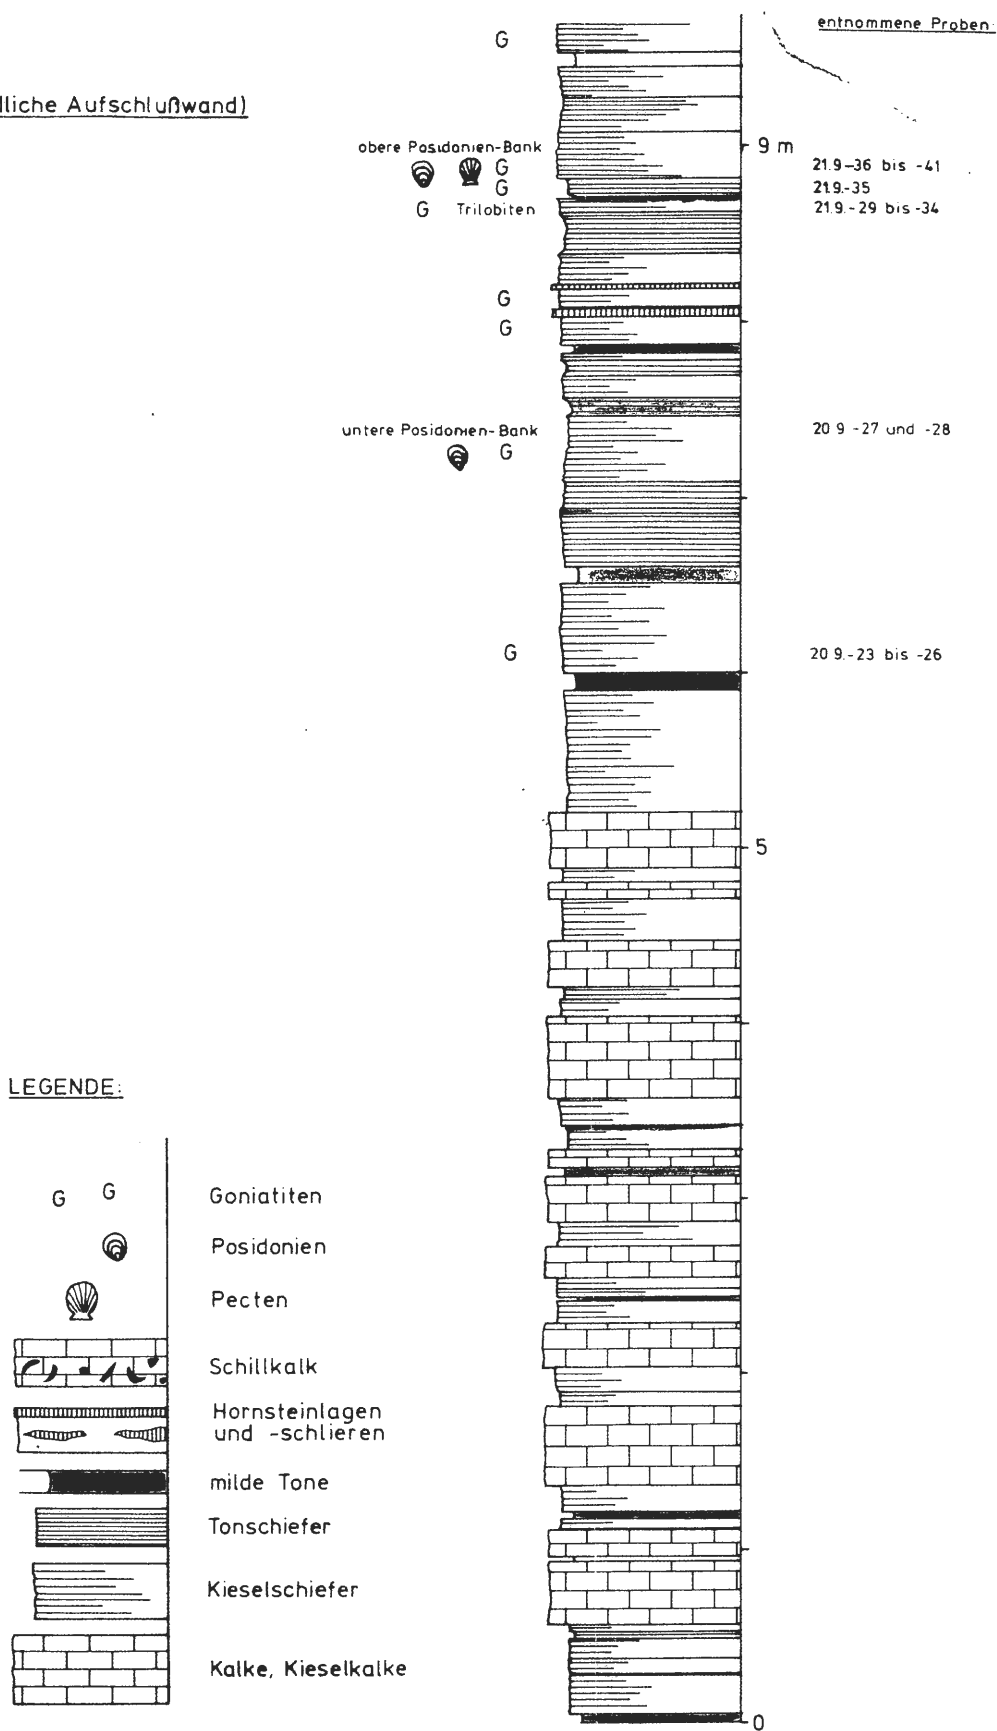 entnommene Proben:
liche Aufschlußwand)
G
obere Posidonien-Bank
9 m
G
21.9-36 bis -41
G
21.9.-35
G Trilobiten
21.9.-29 bis -34
G
G
untere Posidonien-Bank
20 9 -27 und -28
G
G
20 9.-23 bis -26
5
LEGENDE:
G G
Goniatiten
Posidonien
Pecten
Schillkalk
Hornsteinlagen
und -schlieren
milde Tone
Tonschiefer
Kieselschiefer
Kalke, Kieselkalke
0